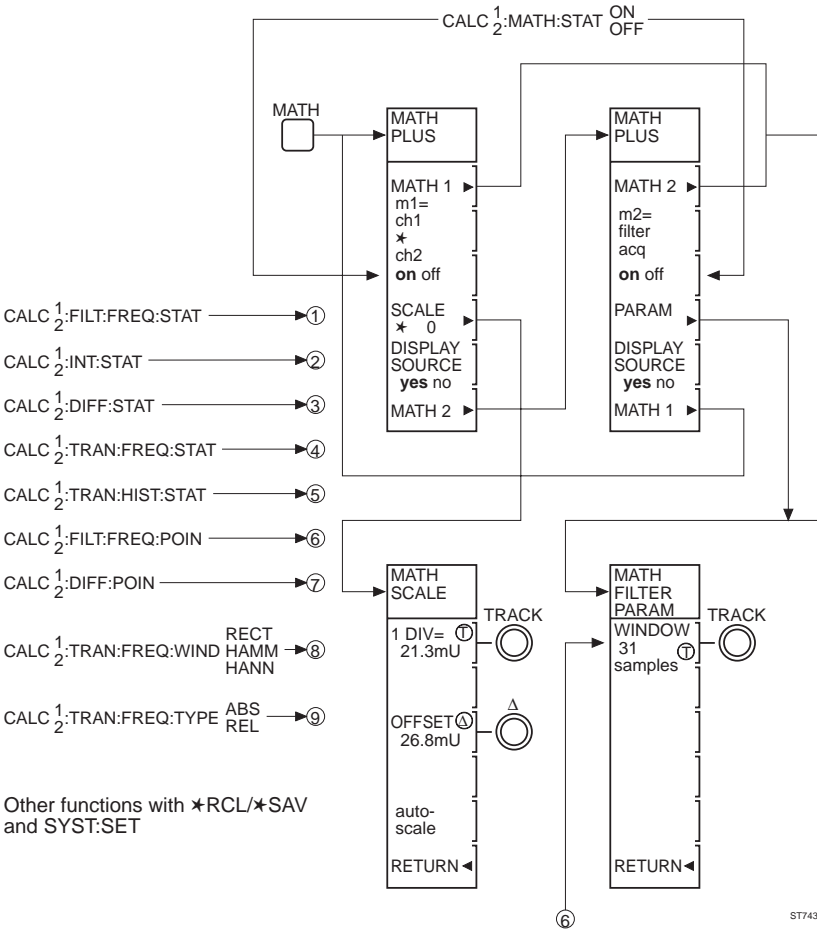 CALC 1/2:MATH:STAT ON OFF
MATH
MATH
PLUS
MATH 1 ▶
m1=
ch1
✶
ch2
on off
SCALE
✶ 0 ▶
DISPLAY
SOURCE
yes no
MATH 2 ▶
MATH
PLUS
MATH 2 ▶
m2=
filter
acq
on off
PARAM ▶
DISPLAY
SOURCE
yes no
MATH 1 ▶
CALC 1/2:FILT:FREQ:STAT ①
CALC 1/2:INT:STAT ②
CALC 1/2:DIFF:STAT ③
CALC 1/2:TRAN:FREQ:STAT ④
CALC 1/2:TRAN:HIST:STAT ⑤
CALC 1/2:FILT:FREQ:POIN ⑥
CALC 1/2:DIFF:POIN ⑦
CALC 1/2:TRAN:FREQ:WIND RECT HAMM HANN ⑧
CALC 1/2:TRAN:FREQ:TYPE ABS REL ⑨
Other functions with ✶RCL/✶SAV
and SYST:SET
MATH
SCALE
1 DIV= Ⓣ
21.3mU
TRACK
OFFSET Δ
26.8mU
Δ
auto-
scale
RETURN ◀
MATH
FILTER
PARAM
WINDOW
31 Ⓣ
samples
TRACK
RETURN ◀
⑥
ST743